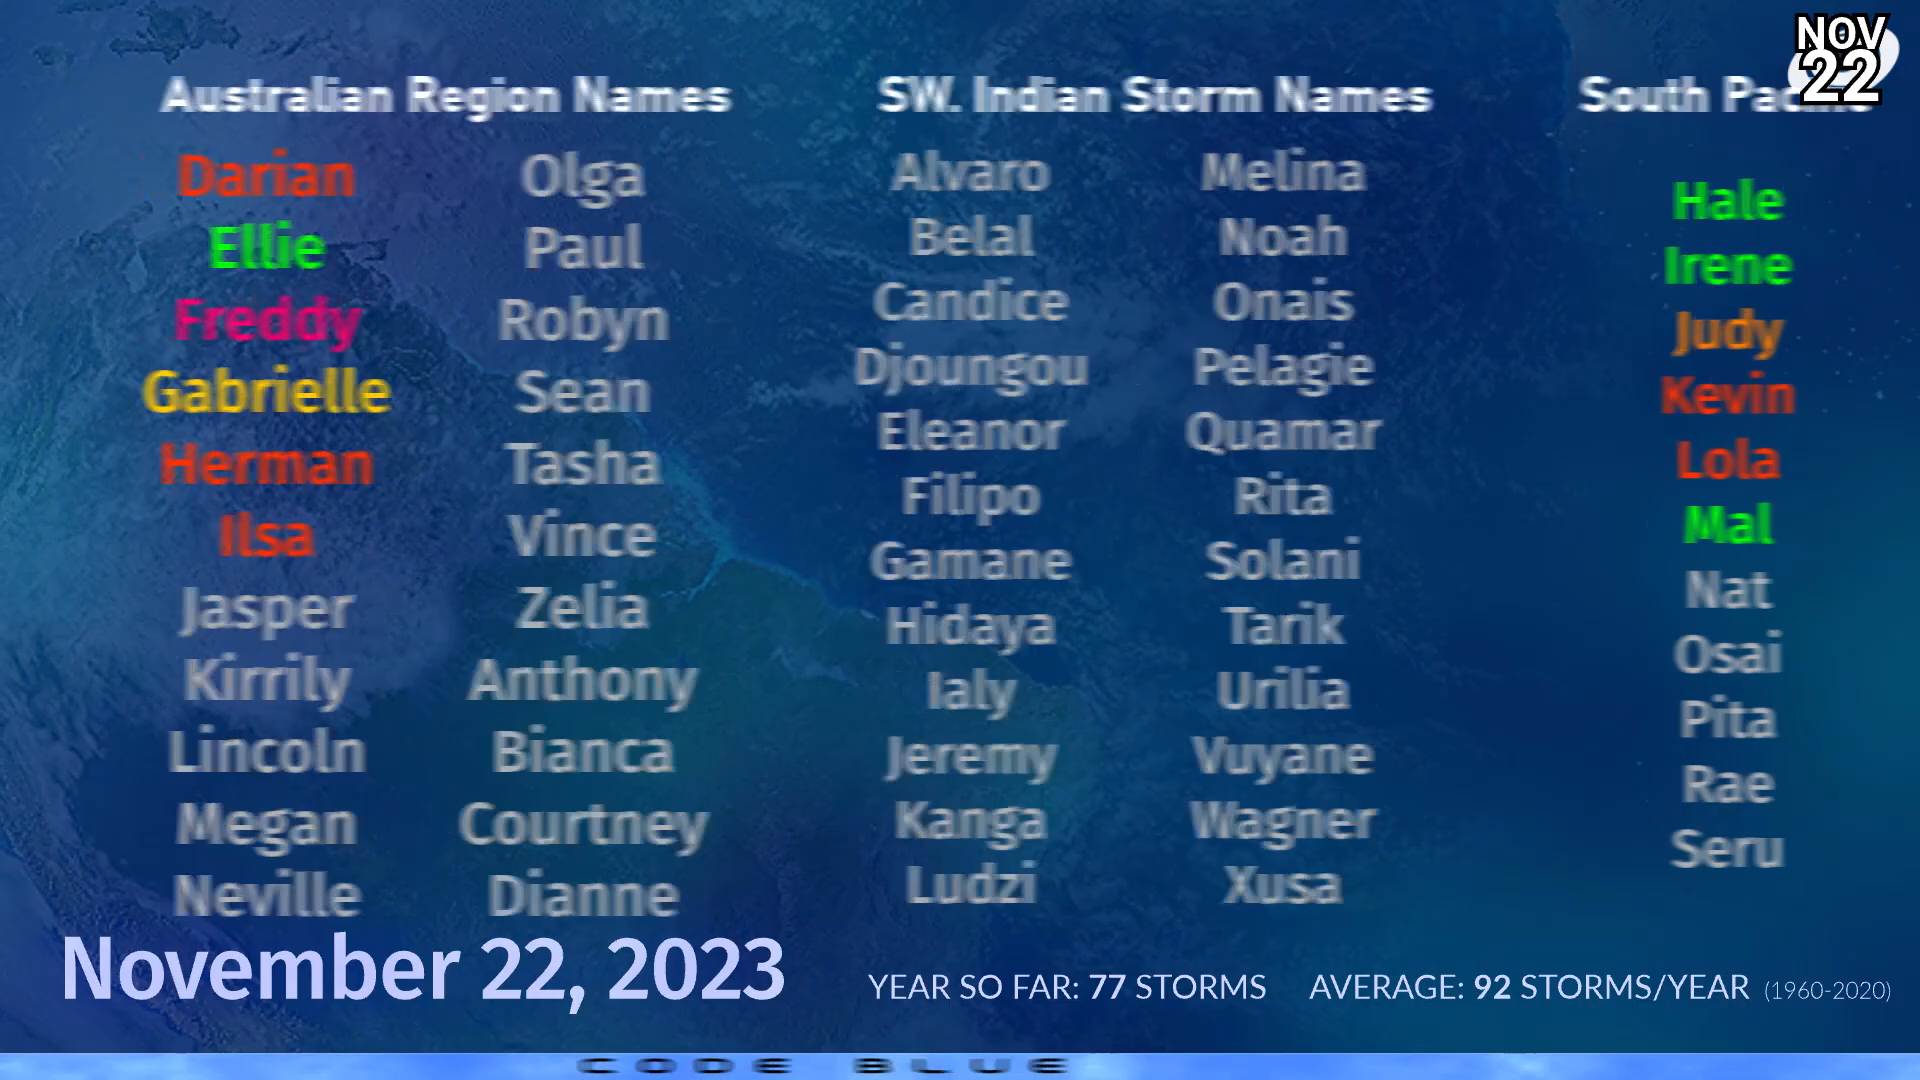 NOV
22
Australian Region Names
Darian
Ellie
Freddy
Gabrielle
Herman
Ilsa
Jasper
Kirrily
Lincoln
Megan
Neville
Olga
Paul
Robyn
Sean
Tasha
Vince
Zelia
Anthony
Bianca
Courtney
Dianne
SW. Indian Storm Names
Alvaro
Belal
Candice
Djoungou
Eleanor
Filipo
Gamane
Hidaya
Ialy
Jeremy
Kanga
Ludzi
Melina
Noah
Onais
Pelagie
Quamar
Rita
Solani
Tarik
Urilia
Vuyane
Wagner
Xusa
South Pacific
Hale
Irene
Judy
Kevin
Lola
Mal
Nat
Osai
Pita
Rae
Seru
November 22, 2023
YEAR SO FAR: 77 STORMS AVERAGE: 92 STORMS/YEAR (1960-2020)
CODE BLUE